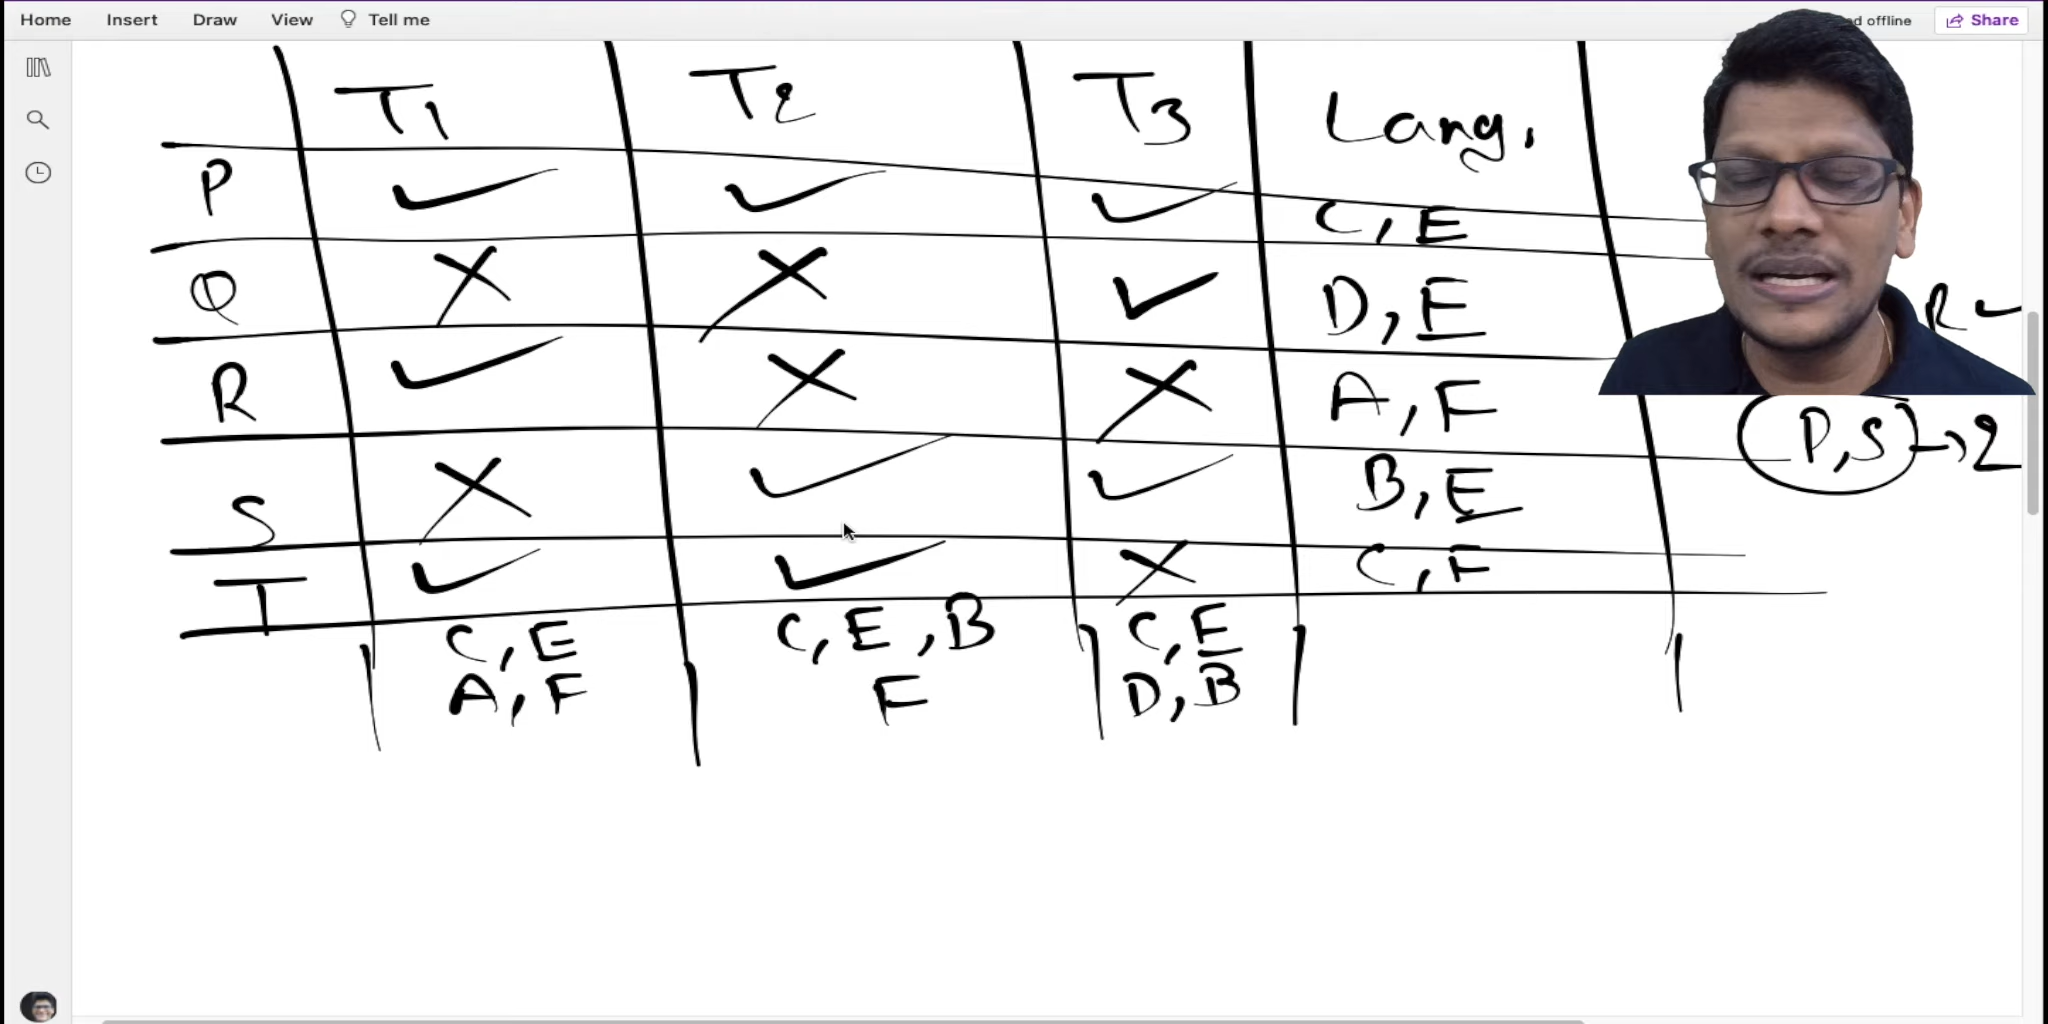 Home Insert Draw View Tell me d offline Share
T1 T2 T3 Lang.
P ✓ ✓ ✓ C, E
Q X X ✓ D, E
R ✓
R ✓ X X A, F
P, S → 2
S X ✓ ✓ B, E
T ✓ ✓ X C, F
C, E C, E, B C, E
A, F F D, B